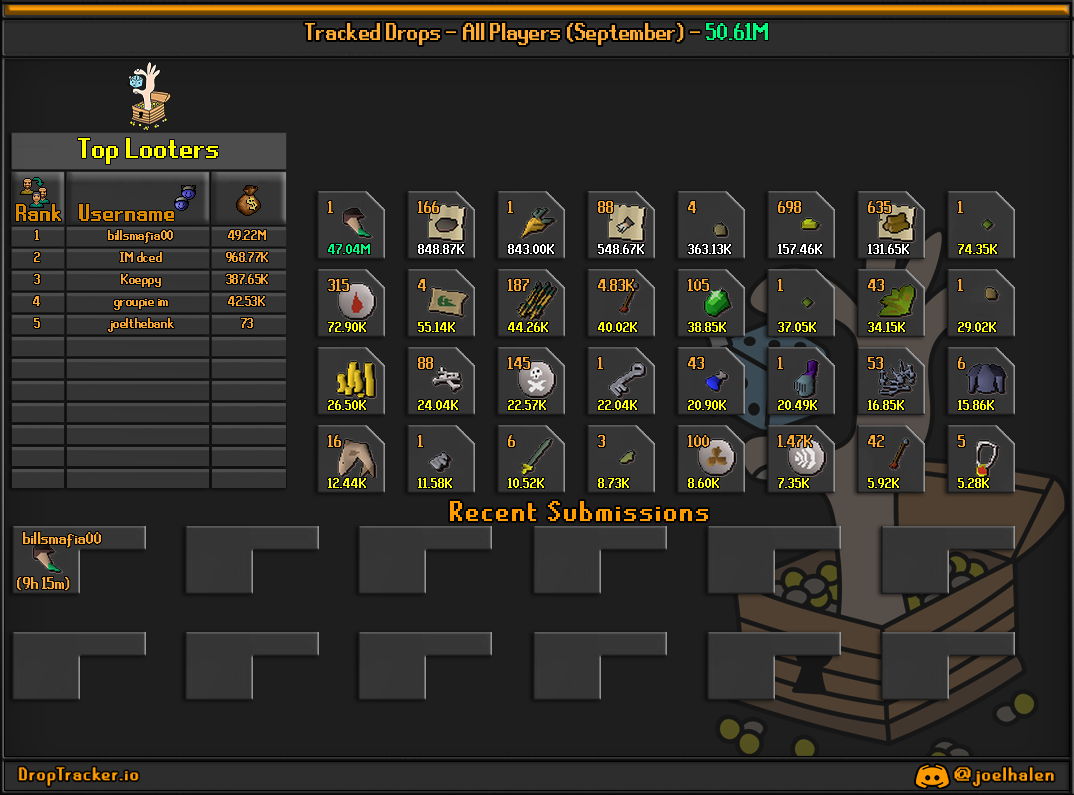 Tracked Drops - All Players (September) - 50.61M
Top Looters
Rank Username
1 billsmafia00 49.22M
2 IM dced 968.77K
3 Koeppy 387.65K
4 groupie im 42.53K
5 joelthebank 73
1 166 1 88 4 698 635 1
47.04M 848.87K 843.00K 548.67K 363.13K 157.46K 131.65K 74.35K
315 4 187 4.83K 105 1 43 1
72.90K 55.14K 44.26K 40.02K 38.85K 37.05K 34.15K 29.02K
88 145 1 43 1 53 6
26.50K 24.04K 22.57K 22.04K 20.90K 20.49K 16.85K 15.86K
16 1 6 3 100 1.47K 42 5
12.44K 11.58K 10.52K 8.73K 8.60K 7.35K 5.92K 5.28K
Recent Submissions
billsmafia00
(9h 15m)
DropTracker.io
@joelhalen